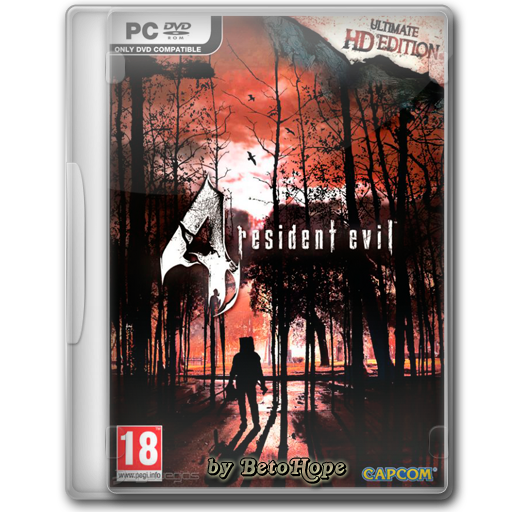 PC DVD
ROM
ONLY DVD COMPATIBLE
ULTIMATE
HD EDITION
4 resident evil
18
www.pegi.info
by BetoHope
CAPCOM